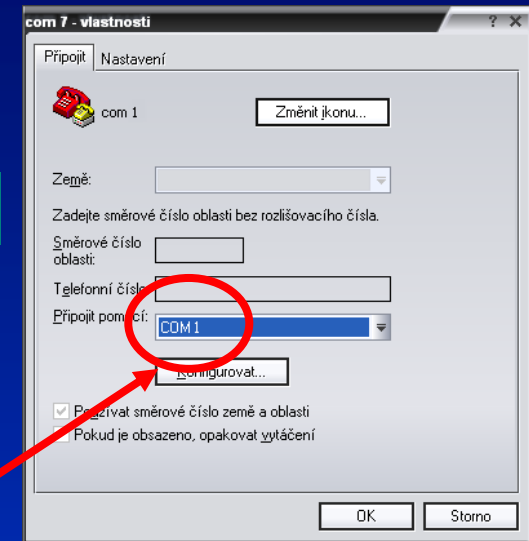 com 7 - vlastnosti
Připojit Nastavení
com 1 Změnit ikonu...
Země:
Zadejte směrové číslo oblasti bez rozlišovacího čísla.
Směrové číslo
oblasti:
Telefonní číslo
Připojit pomocí: COM 1
Konfigurovat...
Používat směrové číslo země a oblasti
Pokud je obsazeno, opakovat vytáčení
OK Storno